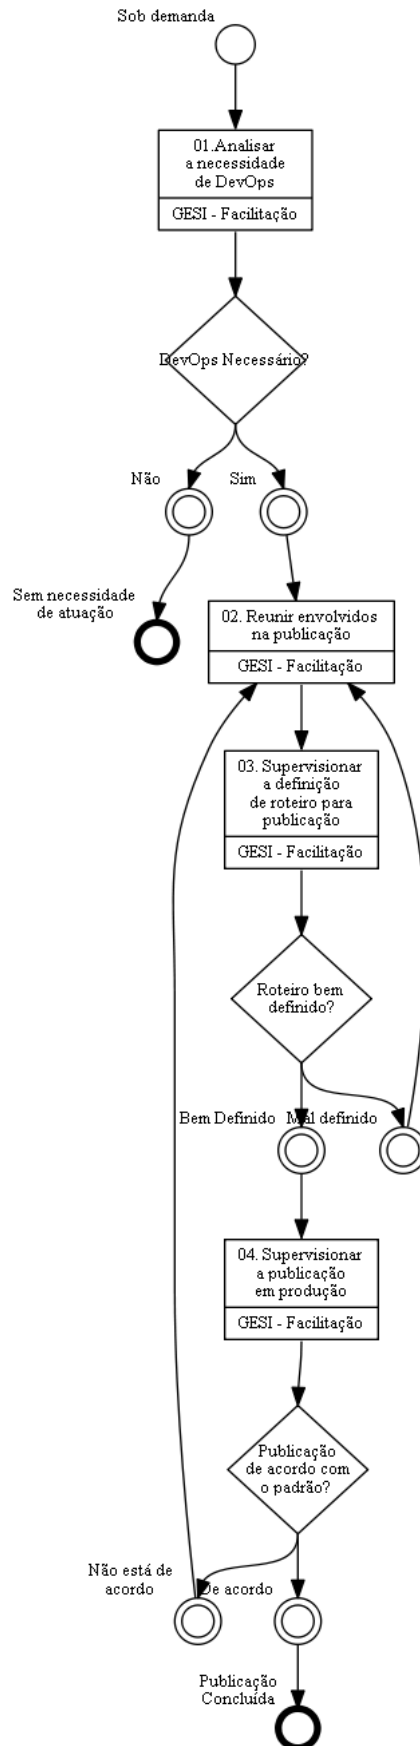 Sob demanda
01.Analisar
a necessidade
de DevOps
GESI - Facilitação
DevOps Necessário?
Não
Sim
Sem necessidade
de atuação
02. Reunir envolvidos
na publicação
GESI - Facilitação
03. Supervisionar
a definição
de roteiro para
publicação
GESI - Facilitação
Roteiro bem
definido?
Bem Definido
Mal definido
04. Supervisionar
a publicação
em produção
GESI - Facilitação
Publicação
de acordo com
o padrão?
Não está de
acordo
De acordo
Publicação
Concluída